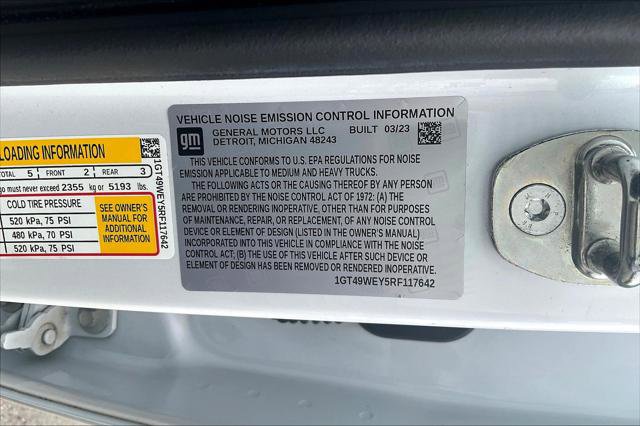 LOADING INFORMATION
TOTAL 5 FRONT 2 REAR 3
go must never exceed 2355 kg or 5193 lbs.
COLD TIRE PRESSURE
520 kPa, 75 PSI
480 kPa, 70 PSI
520 kPa, 75 PSI
SEE OWNER'S
MANUAL FOR
ADDITIONAL
INFORMATION
1GT49WEY5RF117642
VEHICLE NOISE EMISSION CONTROL INFORMATION
gm
GENERAL MOTORS LLC BUILT 03/23
DETROIT, MICHIGAN 48243
THIS VEHICLE CONFORMS TO U.S. EPA REGULATIONS FOR NOISE
EMISSION APPLICABLE TO MEDIUM AND HEAVY TRUCKS.
THE FOLLOWING ACTS OR THE CAUSING THEREOF BY ANY PERSON
ARE PROHIBITED BY THE NOISE CONTROL ACT OF 1972: (A) THE
REMOVAL OR RENDERING INOPERATIVE, OTHER THAN FOR PURPOSES
OF MAINTENANCE, REPAIR, OR REPLACEMENT, OF ANY NOISE CONTROL
DEVICE OR ELEMENT OF DESIGN (LISTED IN THE OWNER'S MANUAL)
INCORPORATED INTO THIS VEHICLE IN COMPLIANCE WITH THE NOISE
CONTROL ACT; (B) THE USE OF THIS VEHICLE AFTER SUCH DEVICE OR
ELEMENT OF DESIGN HAS BEEN REMOVED OR RENDERED INOPERATIVE.
1GT49WEY5RF117642